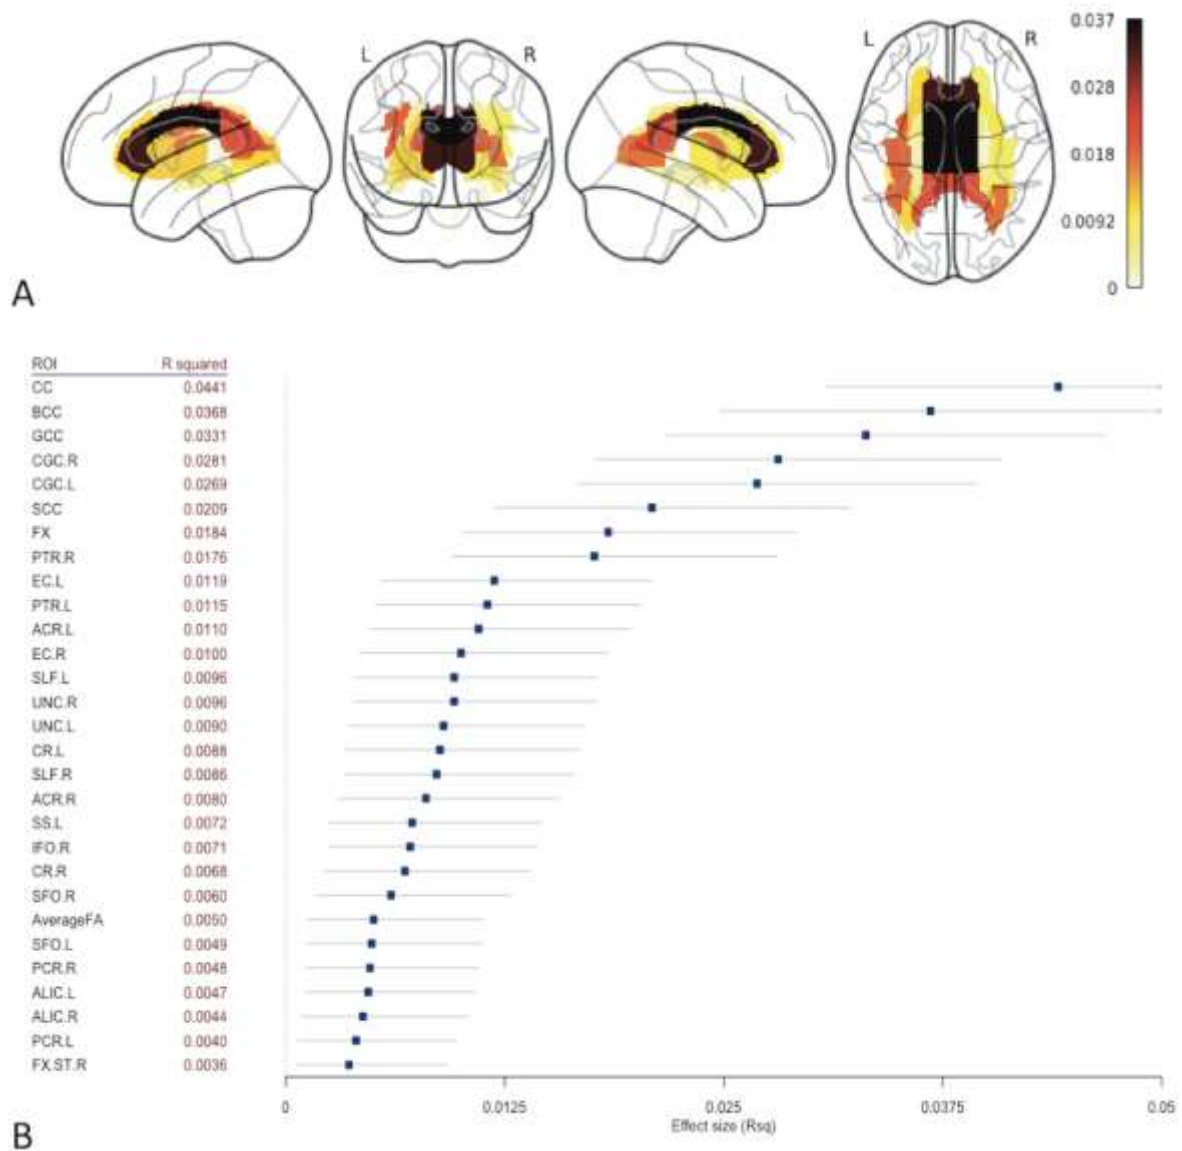 L R L R
0.037
0.028
0.018
0.0092
0
A
ROI R squared
CC 0.0441
BCC 0.0368
GCC 0.0331
CGC.R 0.0281
CGC.L 0.0269
SCC 0.0209
FX 0.0184
PTR.R 0.0176
EC.L 0.0119
PTR.L 0.0115
ACR.L 0.0110
EC.R 0.0100
SLF.L 0.0096
UNC.R 0.0096
UNC.L 0.0090
CR.L 0.0088
SLF.R 0.0086
ACR.R 0.0080
SS.L 0.0072
IFO.R 0.0071
CR.R 0.0068
SFO.R 0.0060
AverageFA 0.0050
SFO.L 0.0049
PCR.R 0.0048
ALIC.L 0.0047
ALIC.R 0.0044
PCR.L 0.0040
FX.ST.R 0.0036
0 0.0125 0.025 0.0375 0.05
Effect size (Rsq)
B